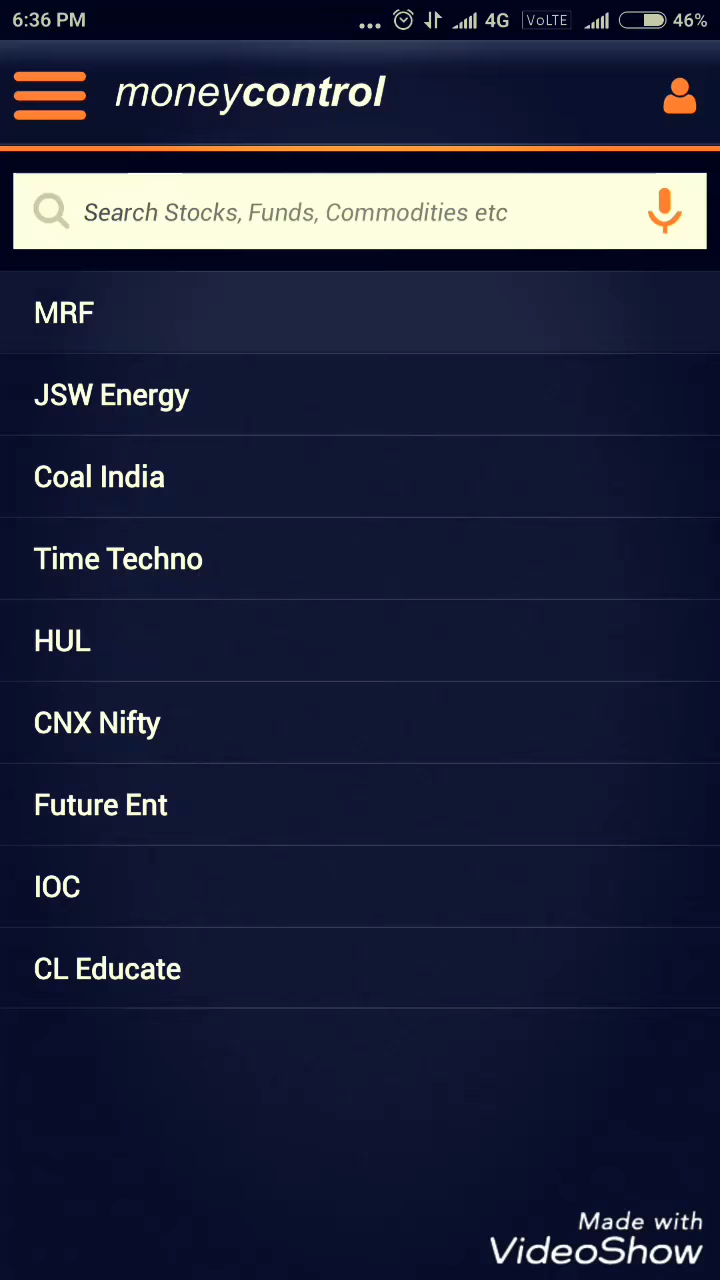 6:36 PM ... 4G VoLTE 46%
moneycontrol
Search Stocks, Funds, Commodities etc
MRF
JSW Energy
Coal India
Time Techno
HUL
CNX Nifty
Future Ent
IOC
CL Educate
Made with
VideoShow